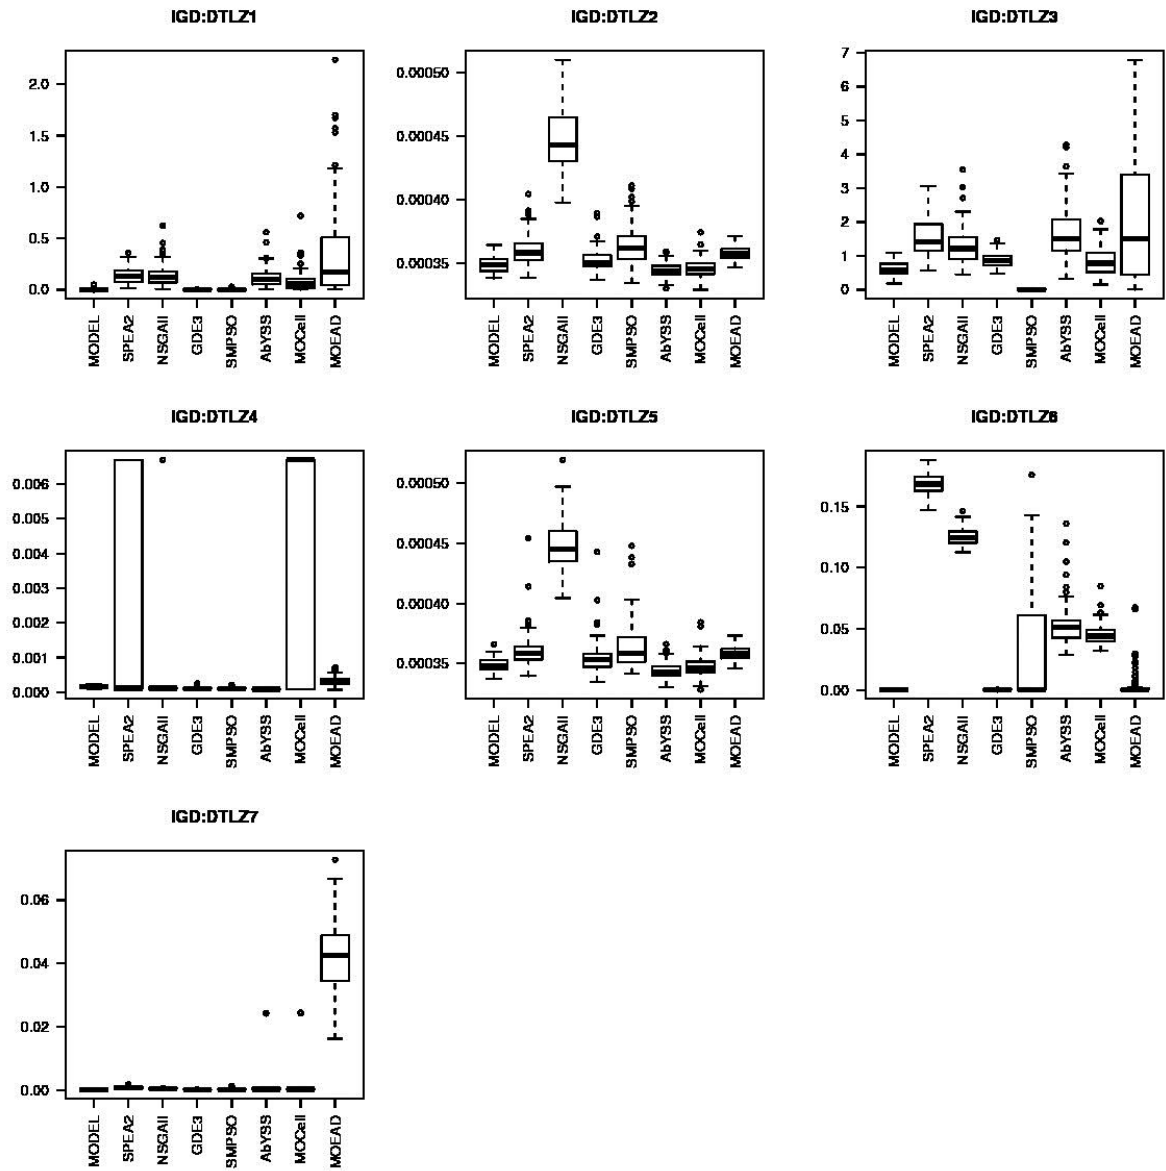 IGD:DTLZ1
2.0
1.5
1.0
0.5
0.0
MODEL
SPEA2
NSGAII
GDE3
SMPSO
AbYSS
MOCell
MOEAD
IGD:DTLZ2
0.00050
0.00045
0.00040
0.00035
MODEL
SPEA2
NSGAII
GDE3
SMPSO
AbYSS
MOCell
MOEAD
IGD:DTLZ3
7
6
5
4
3
2
1
0
MODEL
SPEA2
NSGAII
GDE3
SMPSO
AbYSS
MOCell
MOEAD
IGD:DTLZ4
0.006
0.005
0.004
0.003
0.002
0.001
0.000
MODEL
SPEA2
NSGAII
GDE3
SMPSO
AbYSS
MOCell
MOEAD
IGD:DTLZ5
0.00050
0.00045
0.00040
0.00035
MODEL
SPEA2
NSGAII
GDE3
SMPSO
AbYSS
MOCell
MOEAD
IGD:DTLZ6
0.15
0.10
0.05
0.00
MODEL
SPEA2
NSGAII
GDE3
SMPSO
AbYSS
MOCell
MOEAD
IGD:DTLZ7
0.06
0.04
0.02
0.00
MODEL
SPEA2
NSGAII
GDE3
SMPSO
AbYSS
MOCell
MOEAD